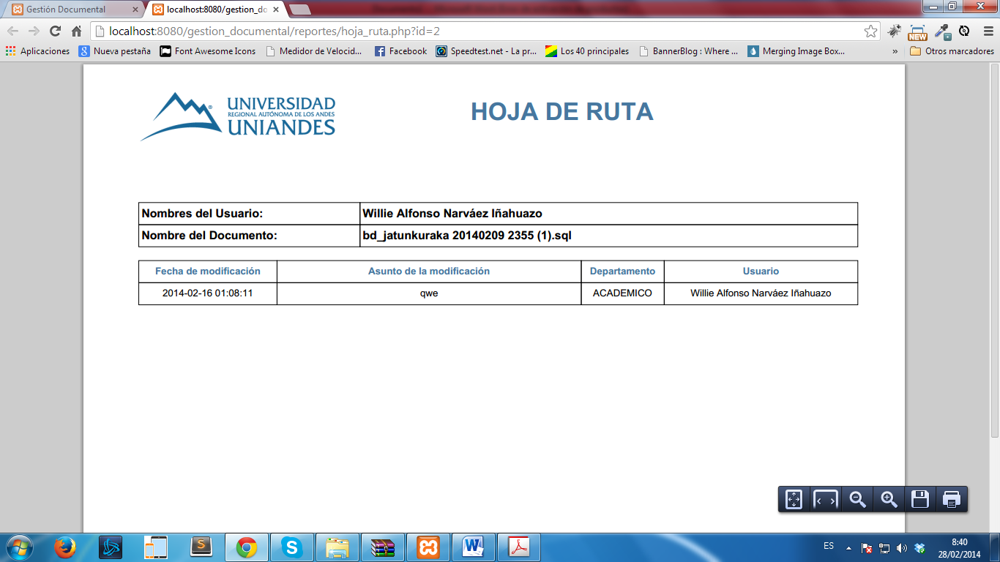 Gestión Documental
localhost:8080/gestion_do
localhost:8080/gestion_documental/reportes/hoja_ruta.php?id=2
NEW
Aplicaciones
Nueva pestaña
Font Awesome Icons
Medidor de Velocid...
Facebook
Speedtest.net - La pr...
Los 40 principales
BannerBlog : Where ...
Merging Image Box...
»
Otros marcadores
UNIVERSIDAD
REGIONAL AUTÓNOMA DE LOS ANDES
UNIANDES
HOJA DE RUTA
Nombres del Usuario: Willie Alfonso Narváez Iñahuazo
Nombre del Documento: bd_jatunkuraka 20140209 2355 (1).sql
Fecha de modificación Asunto de la modificación Departamento Usuario
2014-02-16 01:08:11 qwe ACADEMICO Willie Alfonso Narváez Iñahuazo
ES
8:40
28/02/2014